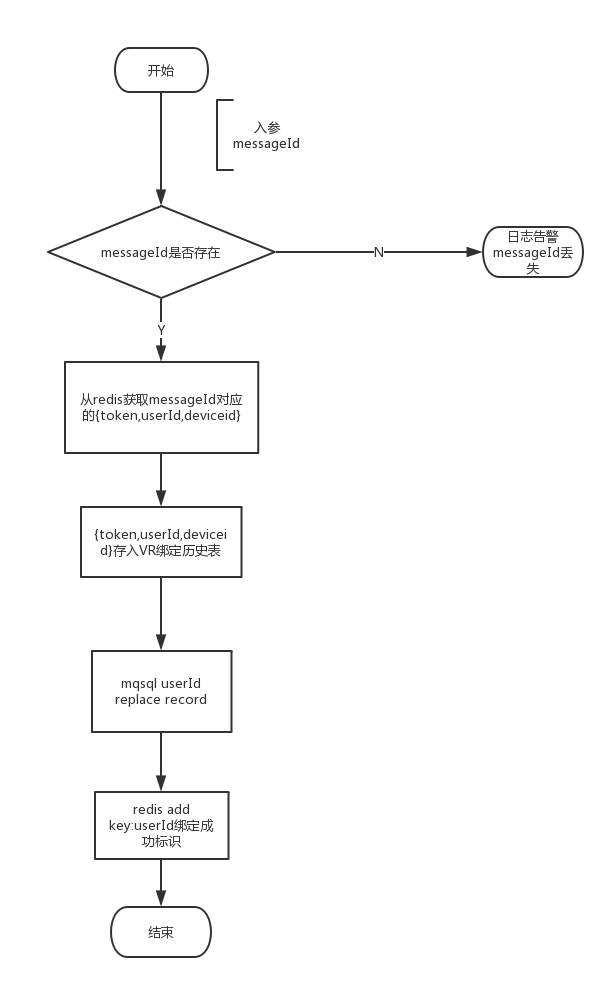 开始
入参
messageId
messageId是否存在
N
日志告警
messageId丢
失
Y
从redis获取messageId对应
的{token,userId,deviceid}
{token,userId,devicei
d}存入VR绑定历史表
mqsql userId
replace record
redis add
key:userId绑定成
功标识
结束